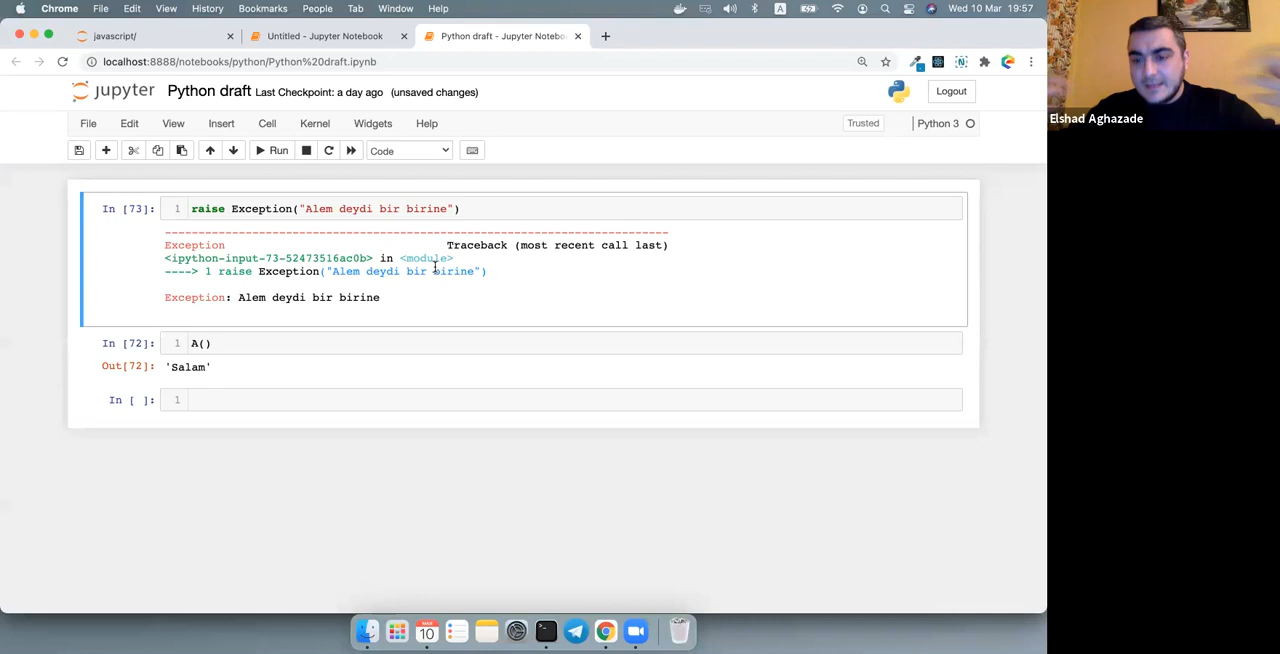 Chrome File Edit View History Bookmarks People Tab Window Help A Wed 10 Mar 19:57
javascript/ Untitled - Jupyter Notebook Python draft - Jupyter Notebo
localhost:8888/notebooks/python/Python%20draft.ipynb
jupyter Python draft Last Checkpoint: a day ago (unsaved changes) Logout
File Edit View Insert Cell Kernel Widgets Help Trusted Python 3
Run Code
In [73]: 1 raise Exception("Alem deydi bir birine")
---------------------------------------------------------------------------
Exception Traceback (most recent call last)
<ipython-input-73-52473516ac0b> in <module>
----> 1 raise Exception("Alem deydi bir birine")
Exception: Alem deydi bir birine
In [72]: 1 A()
Out[72]: 'Salam'
In [ ]: 1
Elshad Aghazade
MAR
10